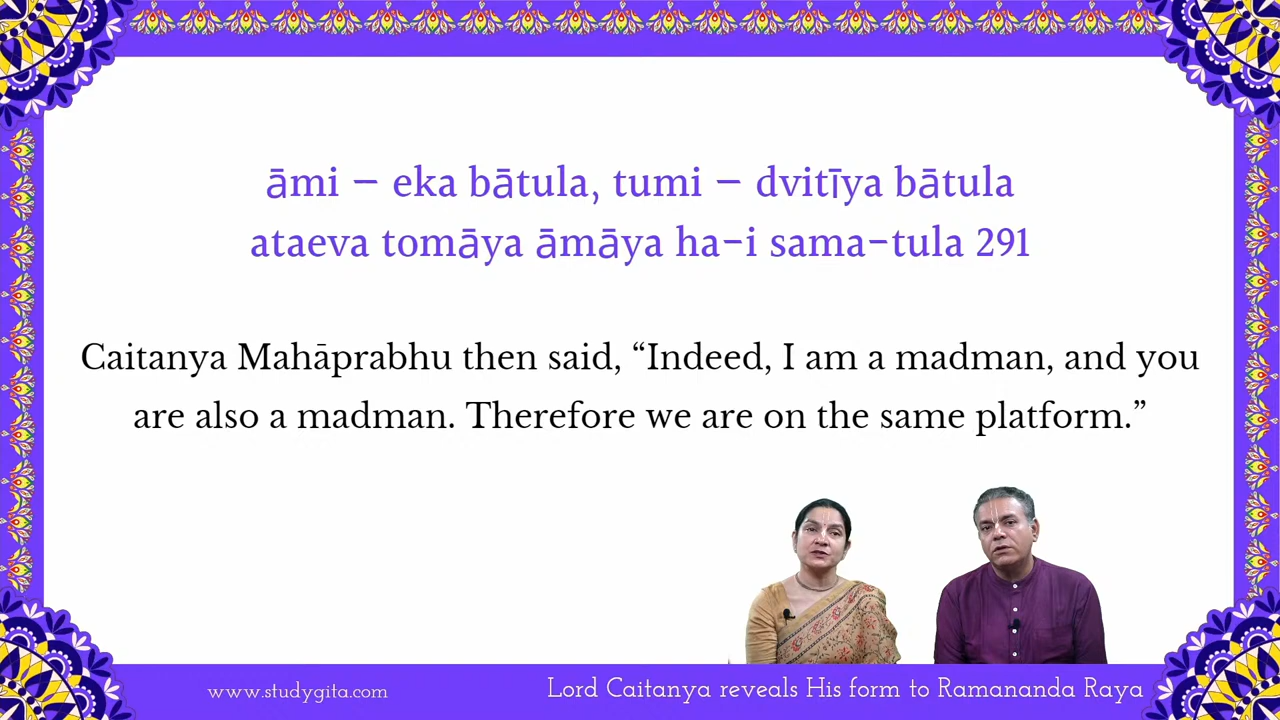 āmi – eka bātula, tumi – dvitīya bātula
ataeva tomāya āmāya ha-i sama-tula 291
Caitanya Mahāprabhu then said, “Indeed, I am a madman, and you
are also a madman. Therefore we are on the same platform.”
www.studygita.com
Lord Caitanya reveals His form to Ramananda Raya